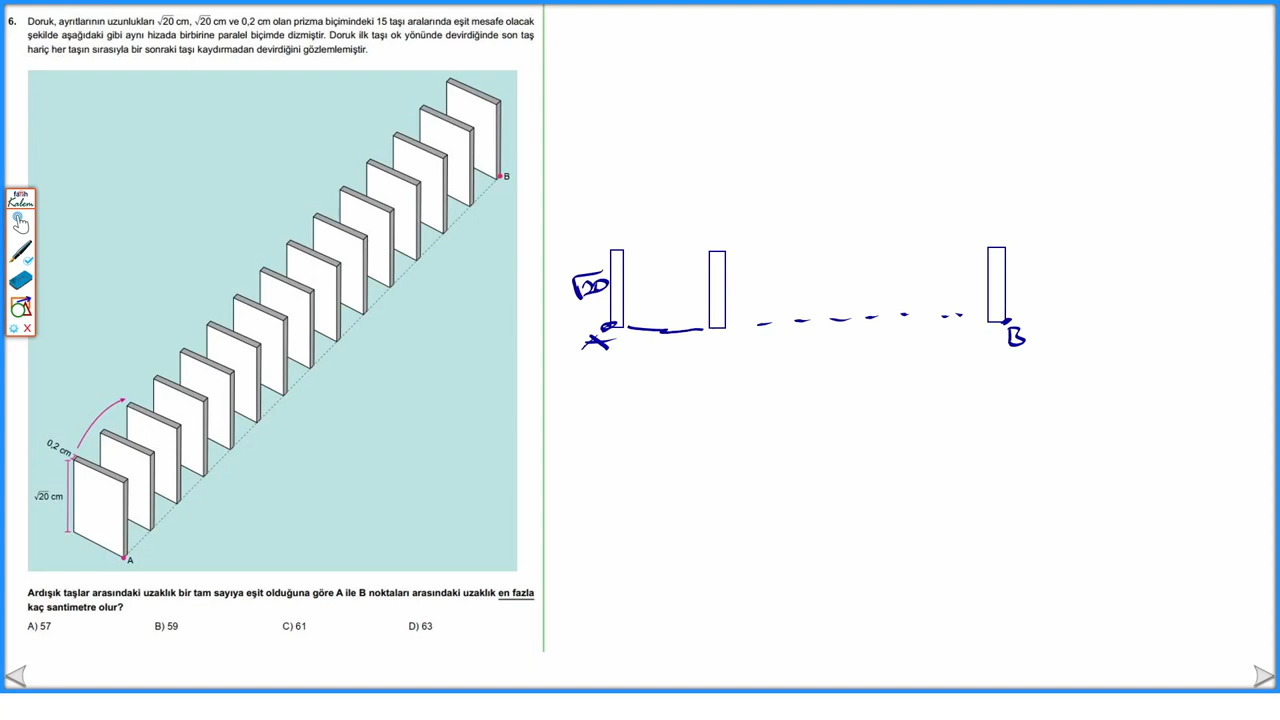 6. Doruk, ayrıtlarının uzunlukları √20 cm, √20 cm ve 0,2 cm olan prizma biçimindeki 15 taşı aralarında eşit mesafe olacak
şekilde aşağıdaki gibi aynı hizada birbirine paralel biçimde dizmiştir. Doruk ilk taşı ok yönünde devirdiğinde son taş
hariç her taşın sırasıyla bir sonraki taşı kaydırmadan devirdiğini gözlemlemiştir.
B
fatih
Kalem
√20
A
B
0,2 cm
√20 cm
A
Ardışık taşlar arasındaki uzaklık bir tam sayıya eşit olduğuna göre A ile B noktaları arasındaki uzaklık en fazla
kaç santimetre olur?
A) 57 B) 59 C) 61 D) 63